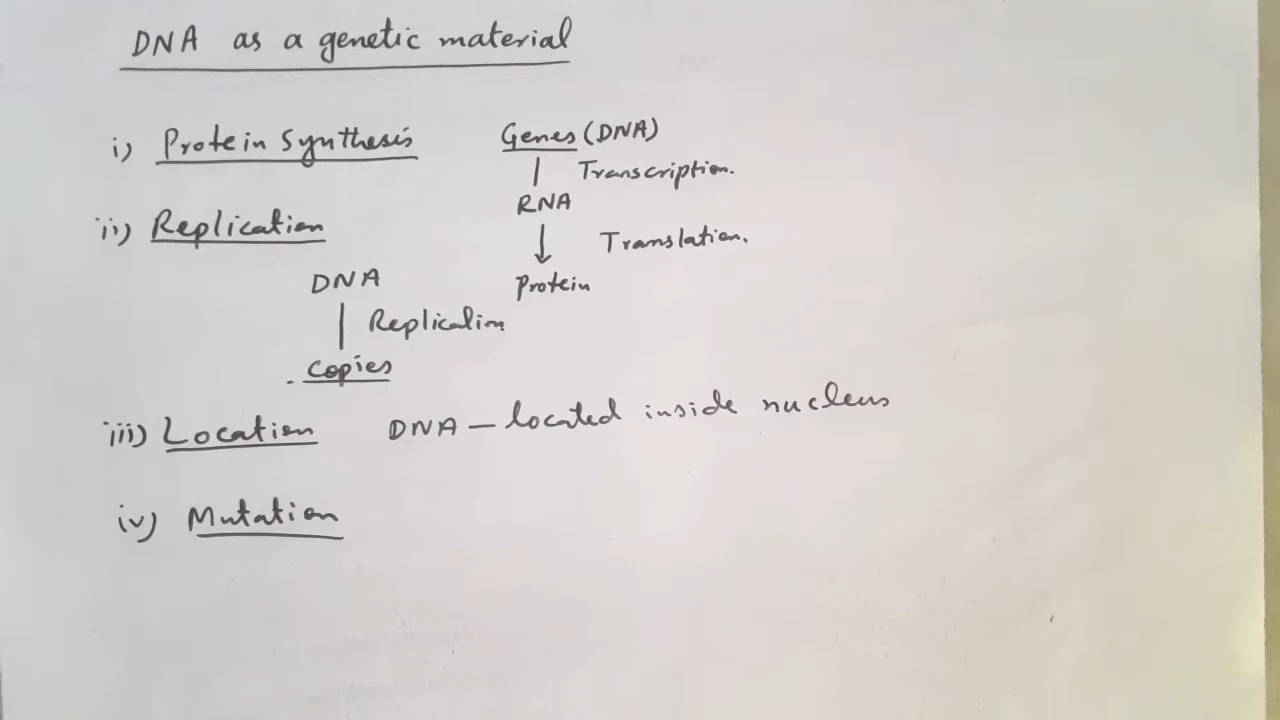 DNA as a genetic material
i) Protein Synthesis
Genes (DNA)
Transcription.
RNA
Translation.
Protein
ii) Replication
DNA
Replication
Copies
iii) Location DNA – located inside nucleus
iv) Mutation